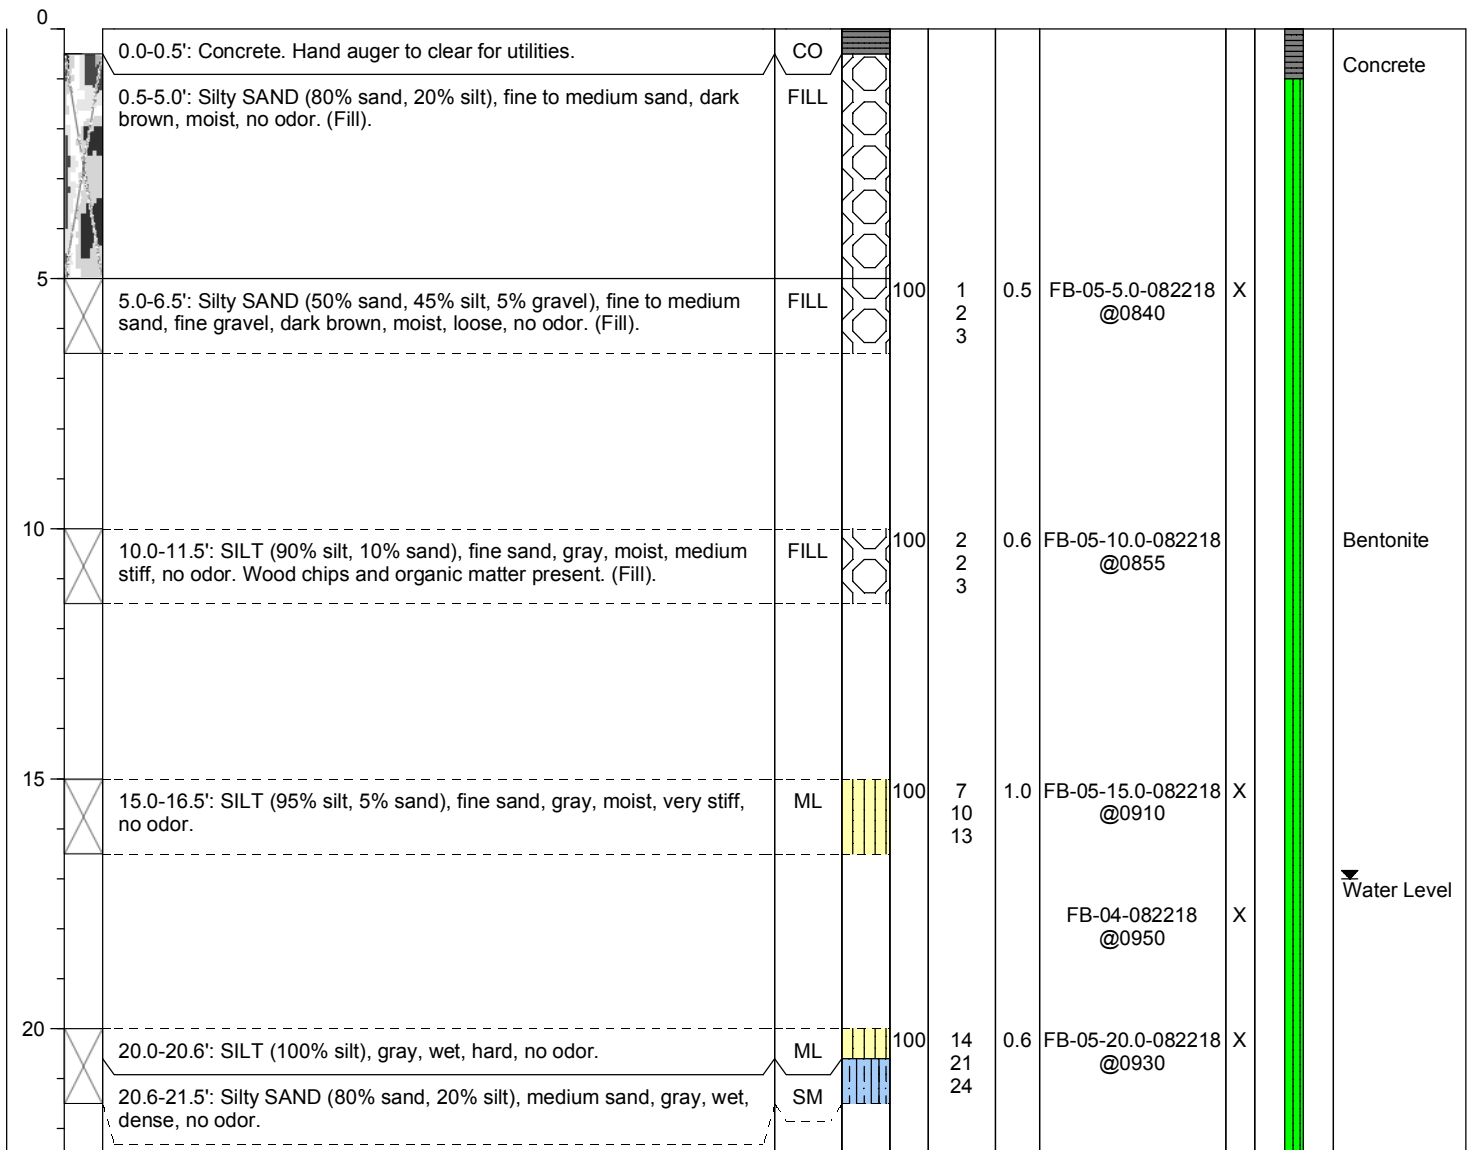 0
0.0-0.5': Concrete. Hand auger to clear for utilities.
CO
Concrete
0.5-5.0': Silty SAND (80% sand, 20% silt), fine to medium sand, dark
brown, moist, no odor. (Fill).
FILL
5
5.0-6.5': Silty SAND (50% sand, 45% silt, 5% gravel), fine to medium
sand, fine gravel, dark brown, moist, loose, no odor. (Fill).
FILL
100
1
2
3
0.5
FB-05-5.0-082218
@0840
X
10
10.0-11.5': SILT (90% silt, 10% sand), fine sand, gray, moist, medium
stiff, no odor. Wood chips and organic matter present. (Fill).
FILL
100
2
2
3
0.6
FB-05-10.0-082218
@0855
Bentonite
15
15.0-16.5': SILT (95% silt, 5% sand), fine sand, gray, moist, very stiff,
no odor.
ML
100
7
10
13
1.0
FB-05-15.0-082218
@0910
X
Water Level
FB-04-082218
@0950
X
20
20.0-20.6': SILT (100% silt), gray, wet, hard, no odor.
ML
100
14
21
24
0.6
FB-05-20.0-082218
@0930
X
20.6-21.5': Silty SAND (80% sand, 20% silt), medium sand, gray, wet,
dense, no odor.
SM